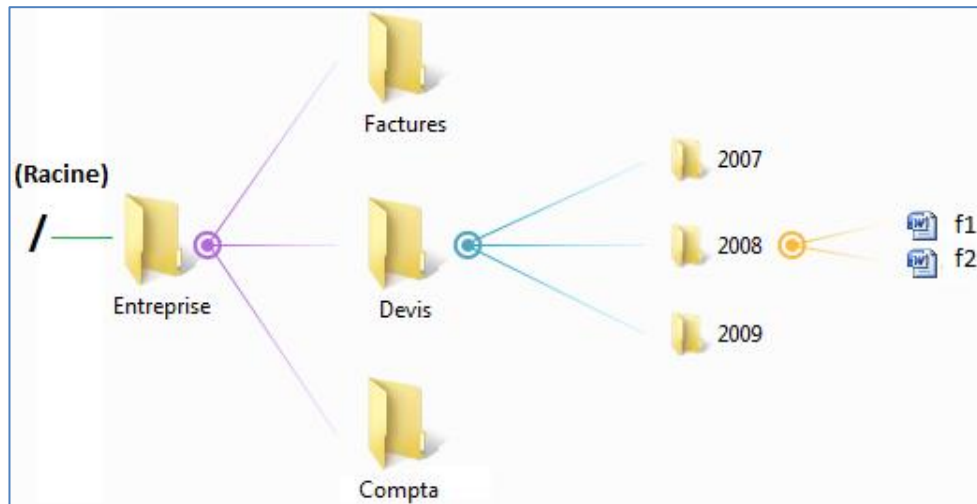 (Racine)
/
Entreprise
Factures
Devis
Compta
2007
2008
2009
f1
f2